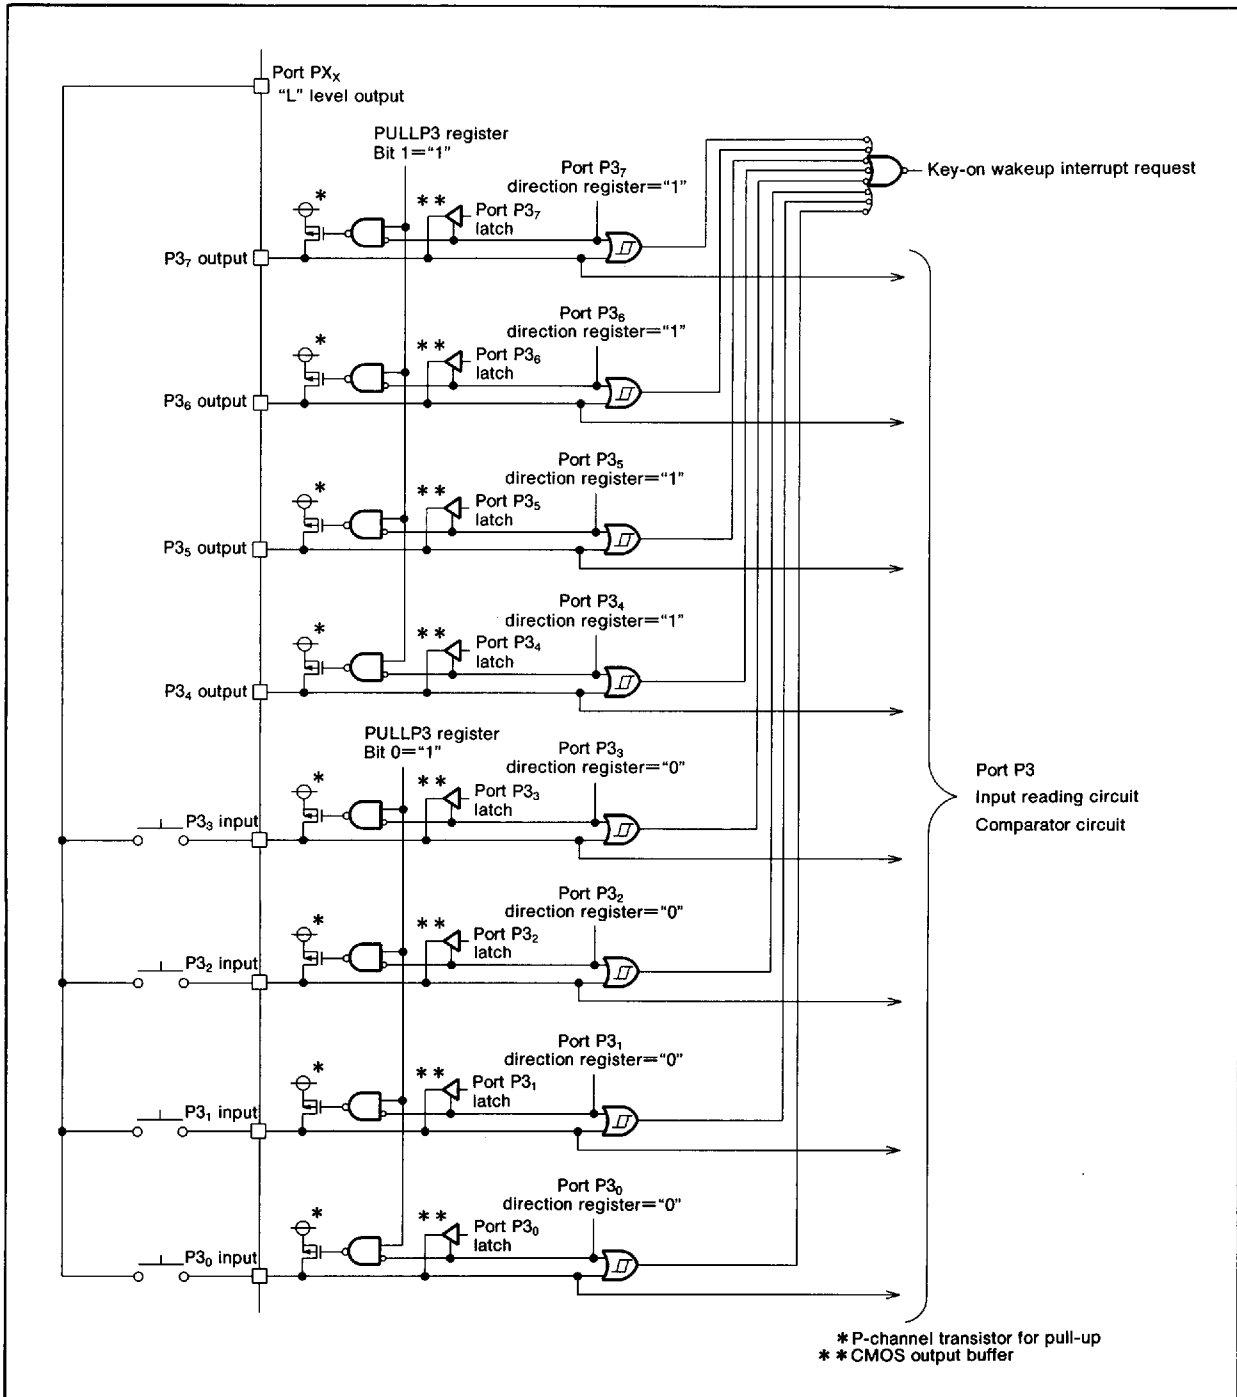 Port PXₓ
"L" level output
PULLP3 register
Bit 1="1"
Port P3₇
direction register="1"
Key-on wakeup interrupt request
*
**
Port P3₇
latch
P3₇ output
Port P3₆
direction register="1"
*
**
Port P3₆
latch
P3₆ output
Port P3₅
direction register="1"
*
**
Port P3₅
latch
P3₅ output
Port P3₄
direction register="1"
*
**
Port P3₄
latch
P3₄ output
PULLP3 register
Bit 0="1"
Port P3₃
direction register="0"
*
**
Port P3₃
latch
P3₃ input
Port P3
Input reading circuit
Comparator circuit
Port P3₂
direction register="0"
*
**
Port P3₂
latch
P3₂ input
Port P3₁
direction register="0"
*
**
Port P3₁
latch
P3₁ input
Port P3₀
direction register="0"
*
**
Port P3₀
latch
P3₀ input
* P-channel transistor for pull-up
** CMOS output buffer